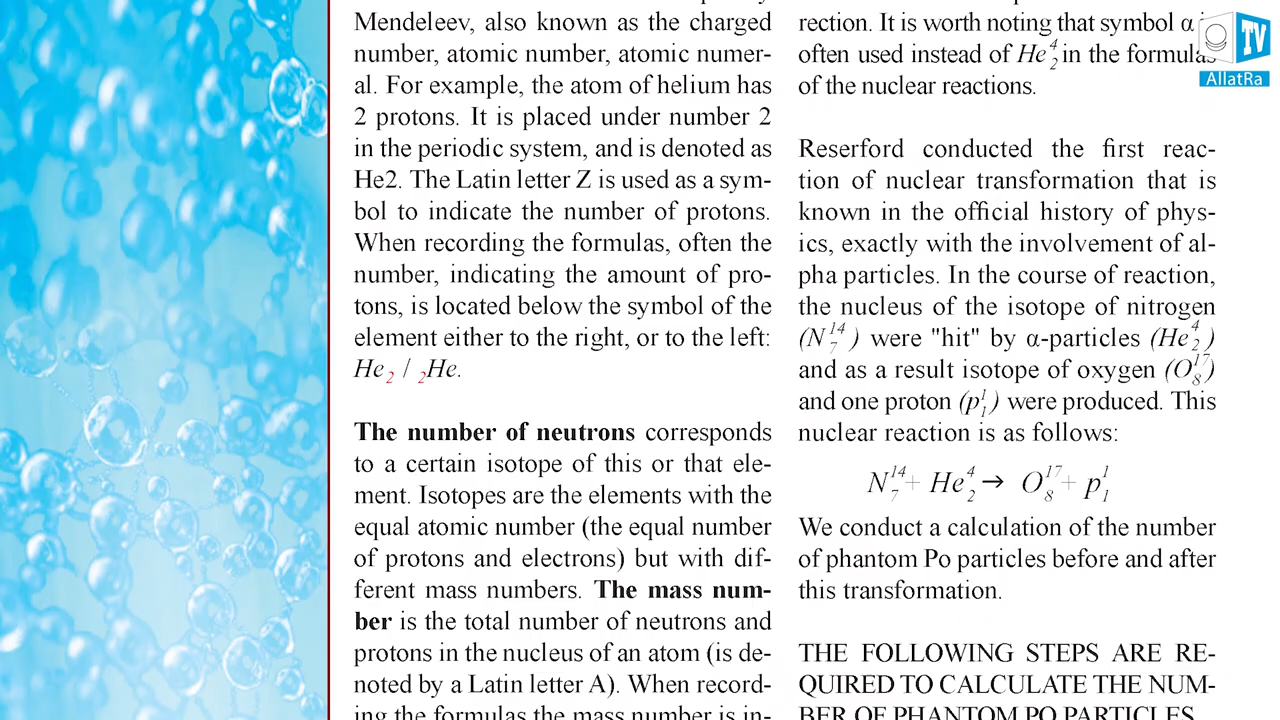 Mendeleev, also known as the charged
number, atomic number, atomic numer-
al. For example, the atom of helium has
2 protons. It is placed under number 2
in the periodic system, and is denoted as
He2. The Latin letter Z is used as a sym-
bol to indicate the number of protons.
When recording the formulas, often the
number, indicating the amount of pro-
tons, is located below the symbol of the
element either to the right, or to the left:
He₂ / ₂He.
The number of neutrons corresponds
to a certain isotope of this or that ele-
ment. Isotopes are the elements with the
equal atomic number (the equal number
of protons and electrons) but with dif-
ferent mass numbers. The mass num-
ber is the total number of neutrons and
protons in the nucleus of an atom (is de-
noted by a Latin letter A). When record-
ing the formulas the mass number is in-
rection. It is worth noting that symbol α
often used instead of He⁴₂ in the formulas
of the nuclear reactions.
Reserford conducted the first reac-
tion of nuclear transformation that is
known in the official history of phys-
ics, exactly with the involvement of al-
pha particles. In the course of reaction,
the nucleus of the isotope of nitrogen
(N¹⁴₇) were "hit" by α-particles (He⁴₂)
and as a result isotope of oxygen (O¹⁷₈)
and one proton (p¹₁) were produced. This
nuclear reaction is as follows:
N¹⁴₇ + He⁴₂ → O¹⁷₈ + p¹₁
We conduct a calculation of the number
of phantom Po particles before and after
this transformation.
THE FOLLOWING STEPS ARE RE-
QUIRED TO CALCULATE THE NUM-
BER OF PHANTOM PO PARTICLES
TV
AllatRa